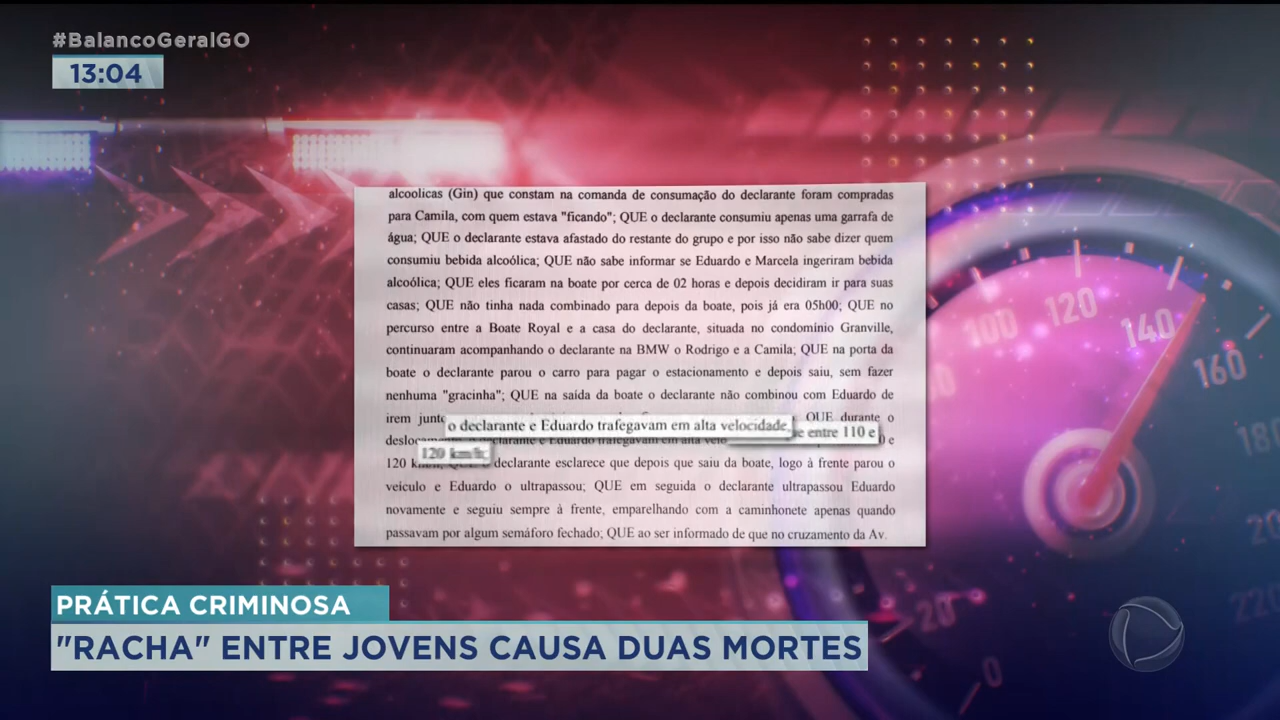 #BalancoGeralGO
13:04
alcoolicas (Gin) que constam na comanda de consumação do declarante foram compradas
para Camila, com quem estava "ficando"; QUE o declarante consumiu apenas uma garrafa de
água; QUE o declarante estava afastado do restante do grupo e por isso não sabe dizer quem
consumiu bebida alcoólica; QUE não sabe informar se Eduardo e Marcela ingeriram bebida
alcoólica; QUE eles ficaram na boate por cerca de 02 horas e depois decidiram ir para suas
casas; QUE não tinha nada combinado para depois da boate, pois já era 05h00; QUE no
percurso entre a Boate Royal e a casa do declarante, situada no condomínio Granville,
continuaram acompanhando o declarante na BMW o Rodrigo e a Camila; QUE na porta da
boate o declarante parou o carro para pagar o estacionamento e depois saiu, sem fazer
nenhuma "gracinha"; QUE na saída da boate o declarante não combinou com Eduardo de
irem QUE durante o
o declarante e Eduardo trafegavam em alta velocidade,
e entre 110 e
120 km/h;
120 declarante esclarece que depois que saiu da boate, logo à frente parou o
veiculo e Eduardo o ultrapassou; QUE em seguida o declarante ultrapassou Eduardo
novamente e seguiu sempre à frente, emparelhando com a caminhonete apenas quando
passavam por algum semáforo fechado; QUE ao ser informado de que no cruzamento da Av.
100 120 140 160 180
220
20
0
PRÁTICA CRIMINOSA
"RACHA" ENTRE JOVENS CAUSA DUAS MORTES